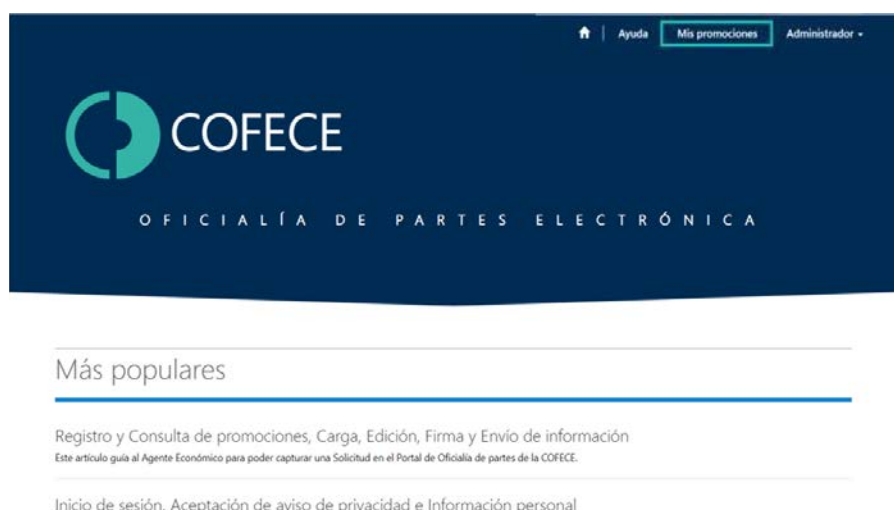 Ayuda Mis promociones Administrador
COFECE
OFICIALÍA DE PARTES ELECTRÓNICA
Más populares
Registro y Consulta de promociones, Carga, Edición, Firma y Envío de información
Este artículo guía al Agente Económico para poder capturar una Solicitud en el Portal de Oficialía de partes de la COFECE.
Inicio de sesión, Aceptación de aviso de privacidad e Información personal